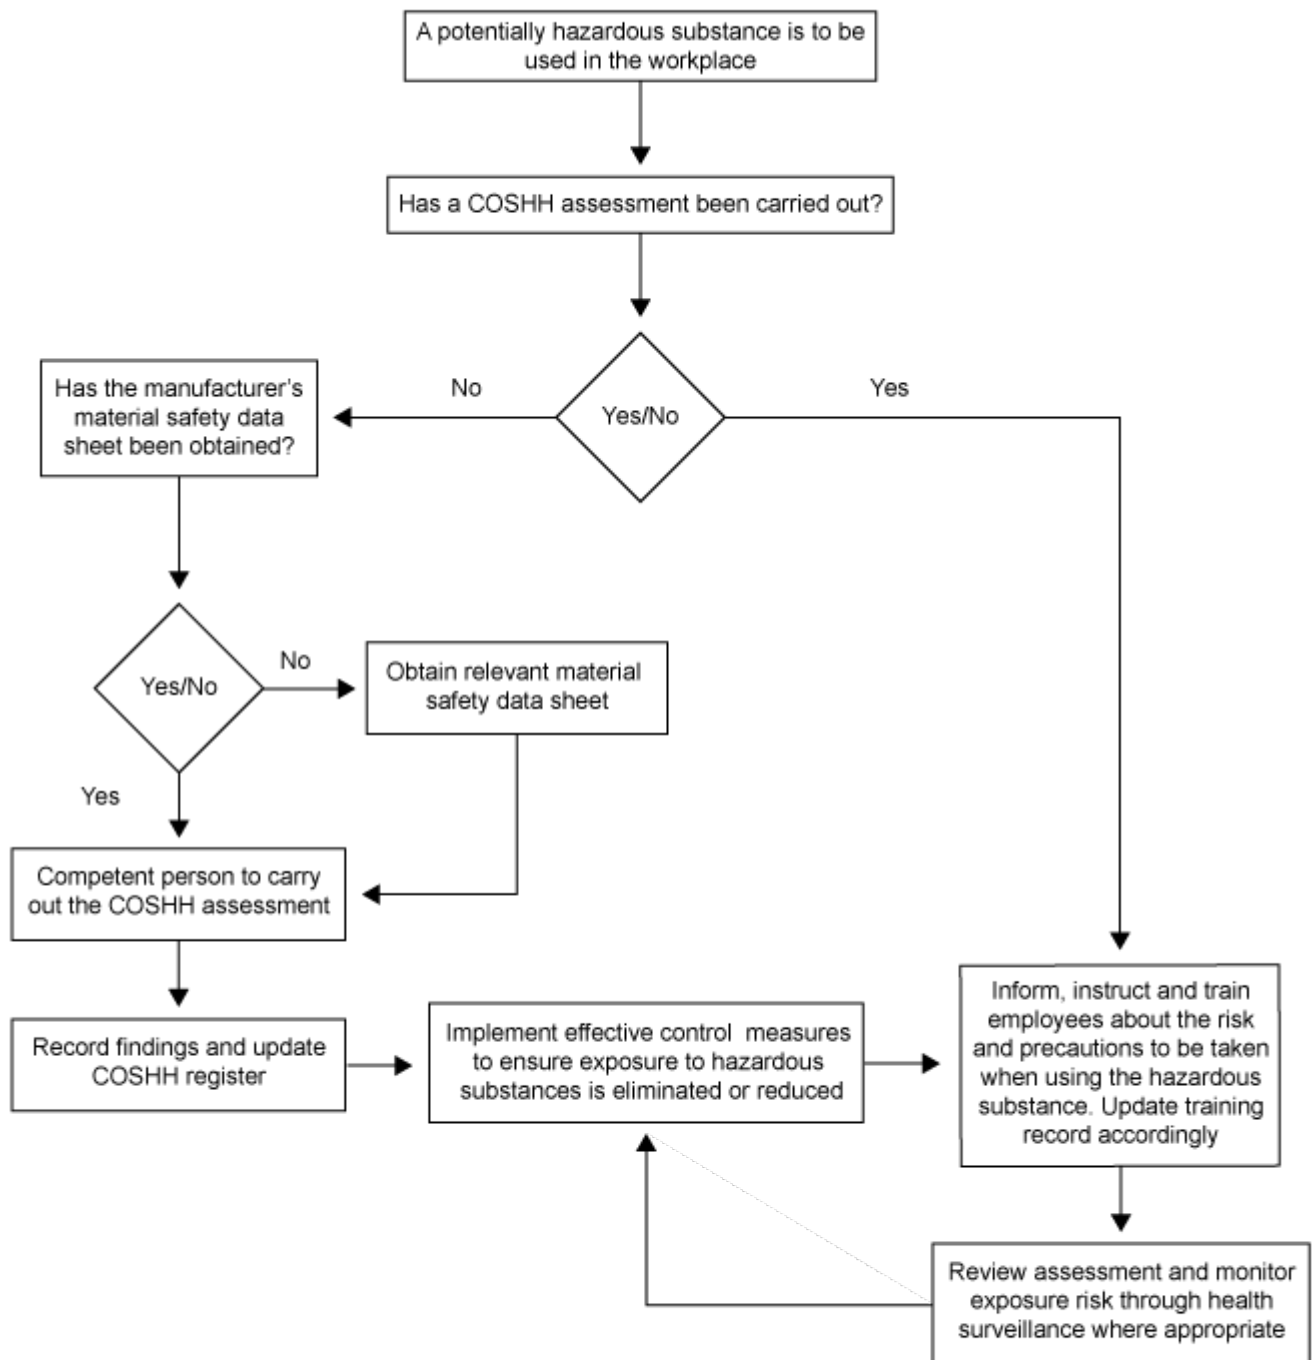 A potentially hazardous substance is to be
used in the workplace
Has a COSHH assessment been carried out?
Has the manufacturer's
material safety data
sheet been obtained?
No
Yes/No
Yes
Yes/No
No
Obtain relevant material
safety data sheet
Yes
Competent person to carry
out the COSHH assessment
Record findings and update
COSHH register
Implement effective control measures
to ensure exposure to hazardous
substances is eliminated or reduced
Inform, instruct and train
employees about the risk
and precautions to be taken
when using the hazardous
substance. Update training
record accordingly
Review assessment and monitor
exposure risk through health
surveillance where appropriate